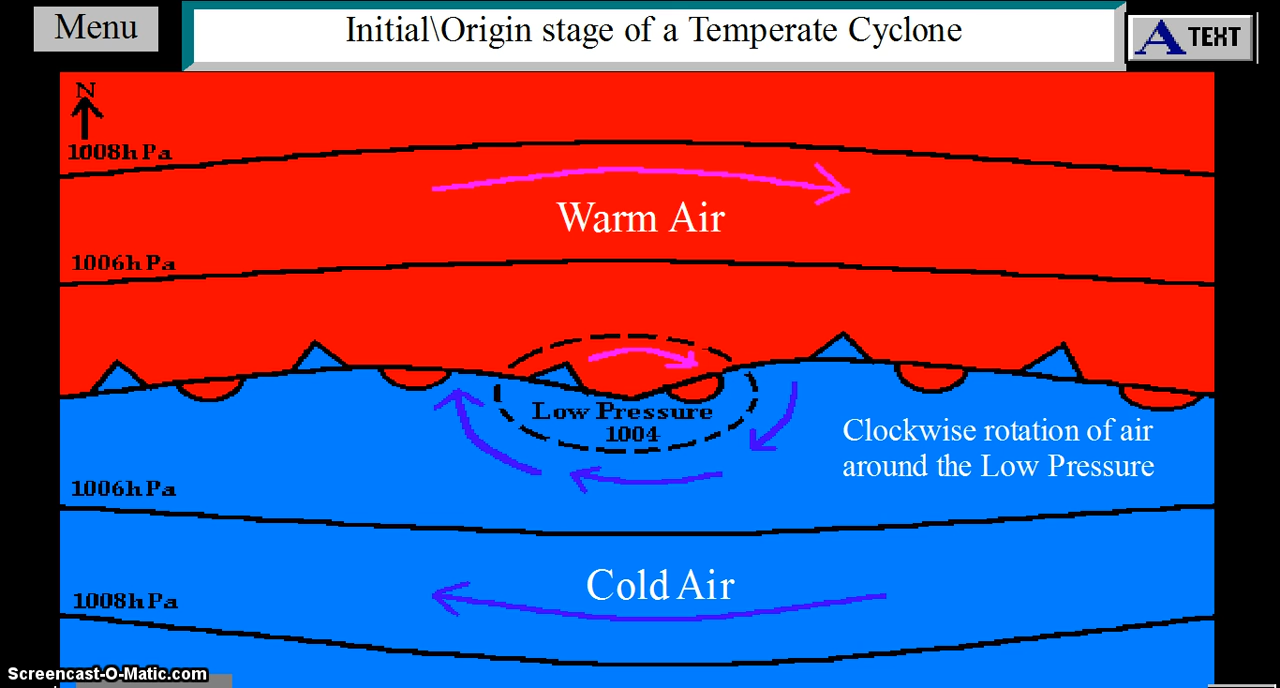 Menu
Initial\Origin stage of a Temperate Cyclone
A TEXT
N
1008hPa
Warm Air
1006hPa
Low Pressure
1004
Clockwise rotation of air
around the Low Pressure
1006hPa
Cold Air
1008hPa
Screencast-O-Matic.com